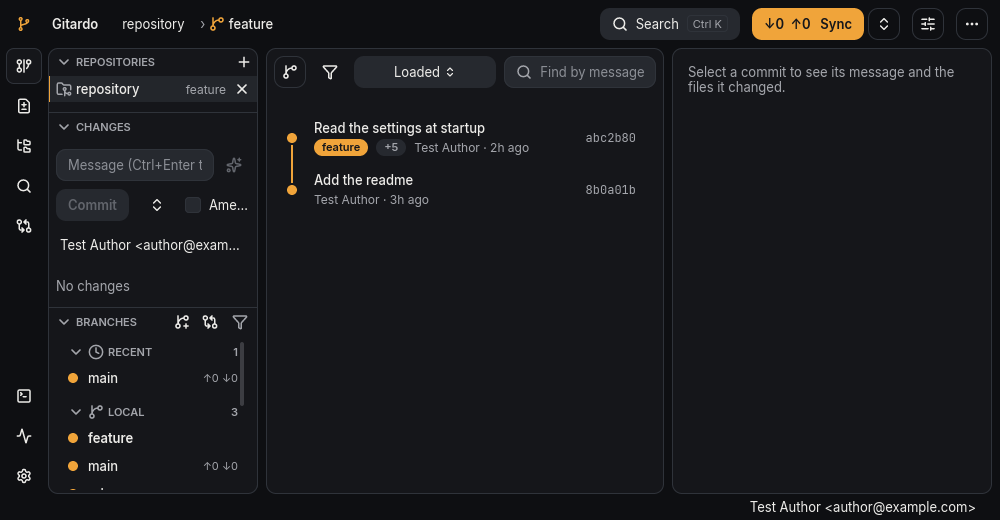 Gitardo repository › feature Search Ctrl K ↓0 ↑0 Sync
REPOSITORIES
repository feature
CHANGES
Message (Ctrl+Enter t
Commit Ame...
Test Author <author@exam...
No changes
BRANCHES
RECENT 1
main ↑0 ↓0
LOCAL 3
feature
main ↑0 ↓0
Loaded Find by message
Read the settings at startup abc2b80
feature +5 Test Author · 2h ago
Add the readme 8b0a01b
Test Author · 3h ago
Select a commit to see its message and the
files it changed.
Test Author <author@example.com>